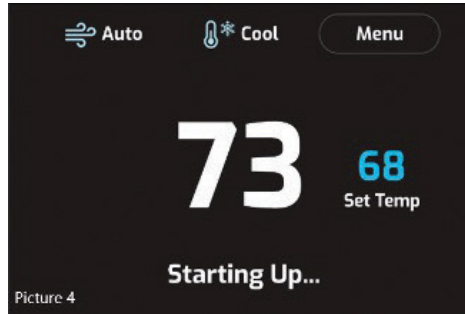 Auto
Cool
Menu
73
68
Set Temp
Starting Up...
Picture 4